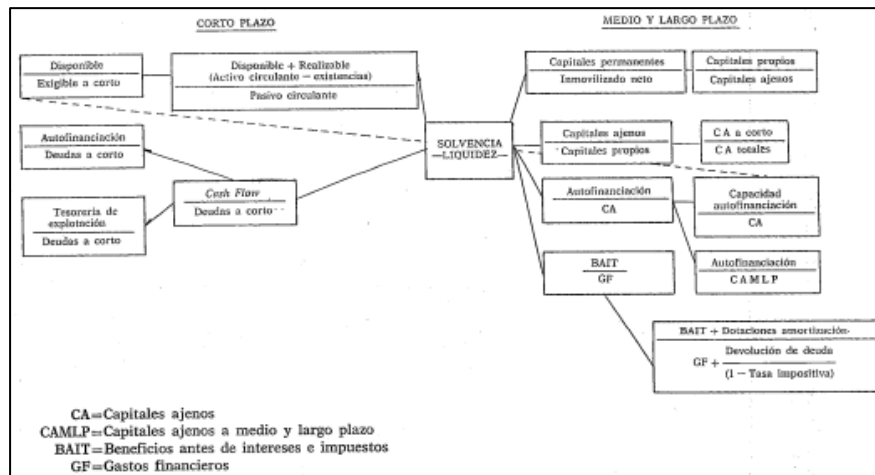 CORTO PLAZO
MEDIO Y LARGO PLAZO
Disponible
Exigible a corto
Disponible + Realizable
(Activo circulante – existencias)
Pasivo circulante
Capitales permanentes
Inmovilizado neto
Capitales propios
Capitales ajenos
Autofinanciación
Deudas a corto
SOLVENCIA
—LIQUIDEZ—
Capitales ajenos
Capitales propios
CA a corto
CA totales
Cash Flow
Deudas a corto
Tesorería de
explotación
Deudas a corto
Autofinanciación
CA
Capacidad
autofinanciación
CA
BAIT
GF
Autofinanciación
CAMLP
BAIT + Dotaciones amortización
GF +
Devolución de deuda
(1 – Tasa impositiva)
CA=Capitales ajenos
CAMLP=Capitales ajenos a medio y largo plazo
BAIT=Beneficios antes de intereses e impuestos
GF=Gastos financieros